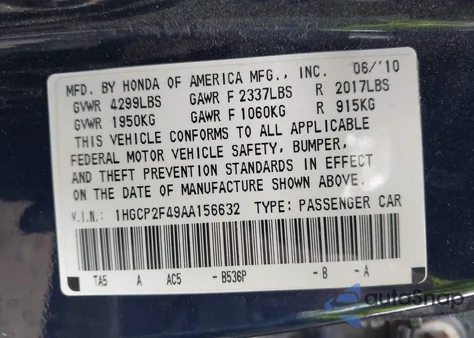 MFD. BY HONDA OF AMERICA MFG., INC. 06/'10
GVWR 4299LBS GAWR F 2337LBS R 2017LBS
GVWR 1950KG GAWR F 1060KG R 915KG
THIS VEHICLE CONFORMS TO ALL APPLICABLE
FEDERAL MOTOR VEHICLE SAFETY, BUMPER,
AND THEFT PREVENTION STANDARDS IN EFFECT
ON THE DATE OF MANUFACTURE SHOWN ABOVE.
V.I.N.: 1HGCP2F49AA156632 TYPE: PASSENGER CAR
TA5 A AC5 - B536P - B - A
autoSnap